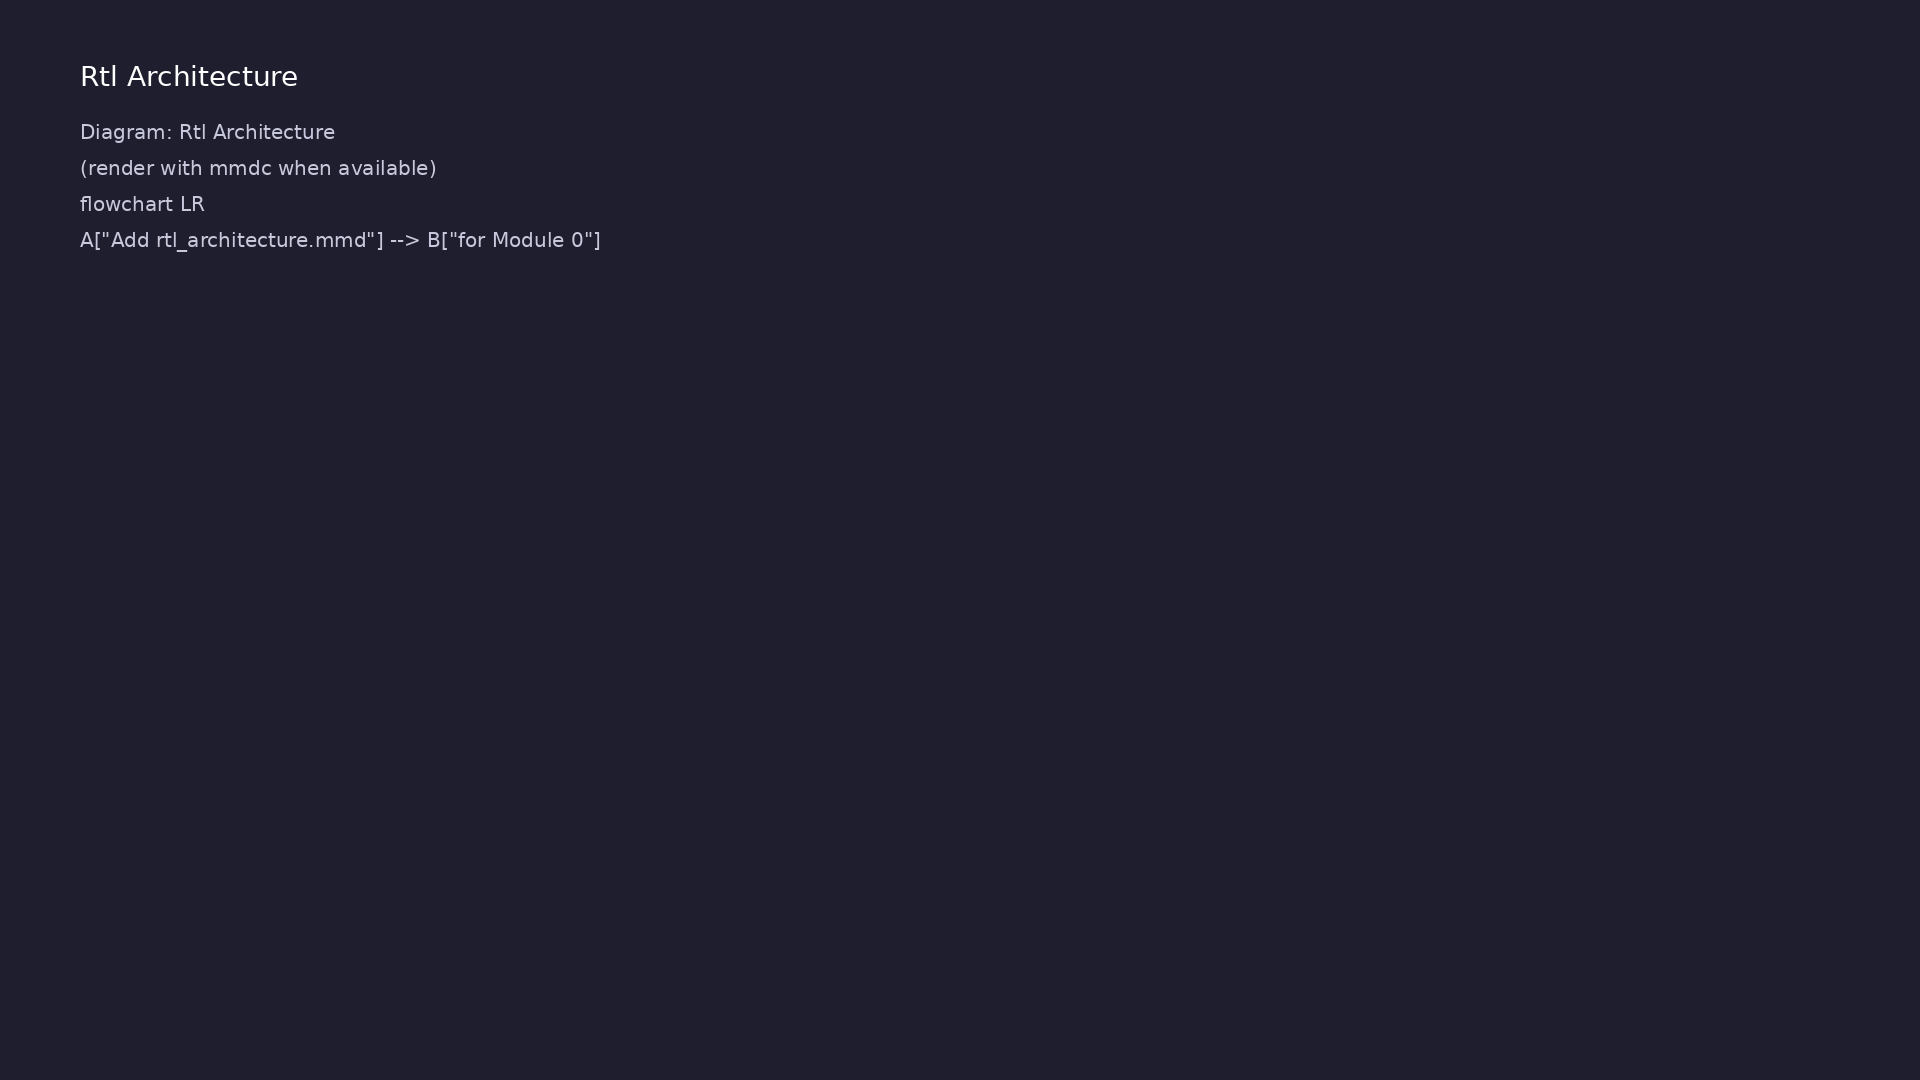 Rtl Architecture
Diagram: Rtl Architecture
(render with mmdc when available)
flowchart LR
A["Add rtl_architecture.mmd"] --> B["for Module 0"]